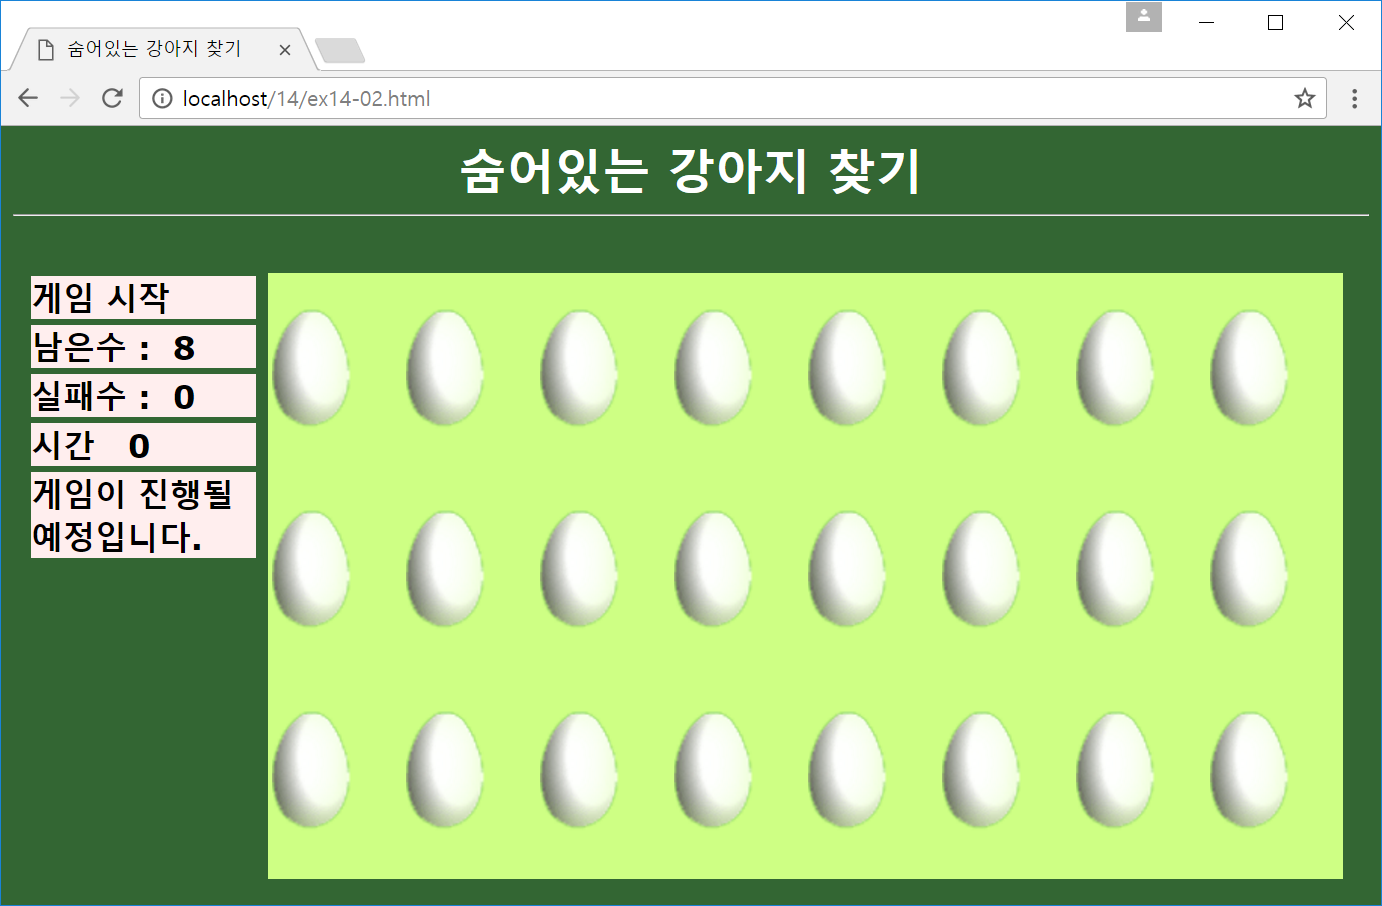 숨어있는 강아지 찾기
localhost/14/ex14-02.html
숨어있는 강아지 찾기
게임 시작
남은수 : 8
실패수 : 0
시간 0
게임이 진행될
예정입니다.